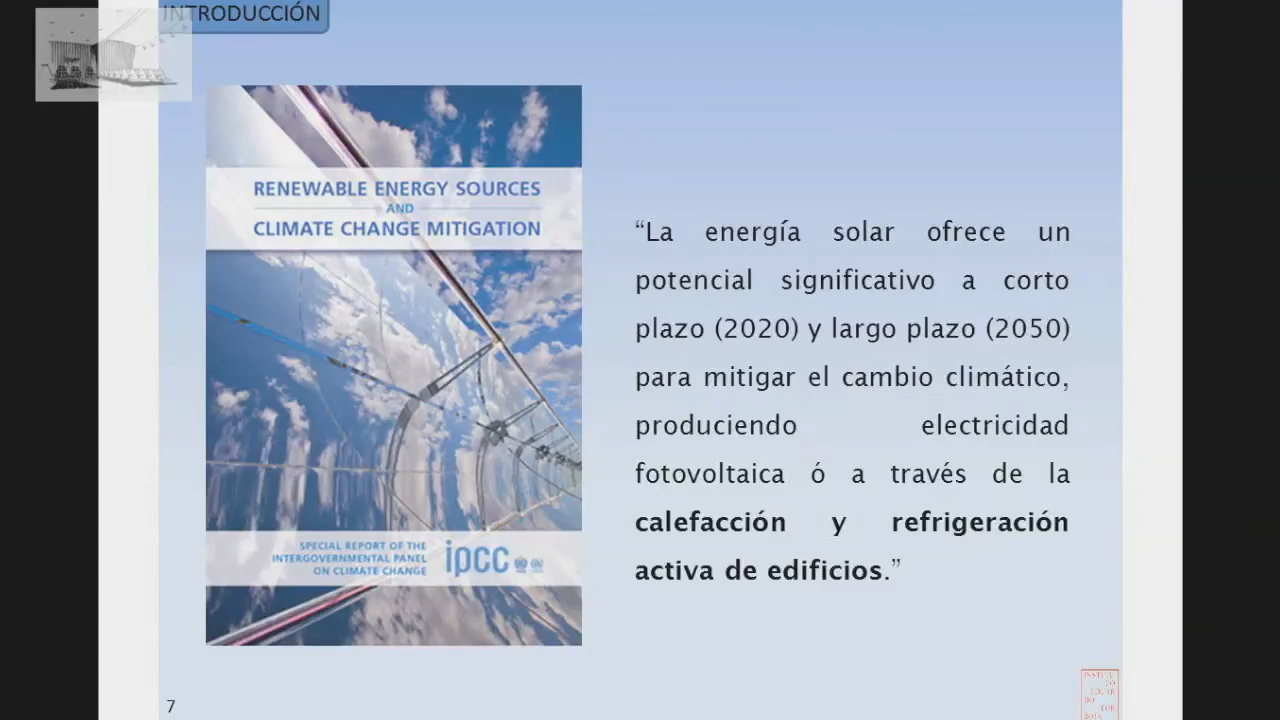 INTRODUCCIÓN
RENEWABLE ENERGY SOURCES
AND
CLIMATE CHANGE MITIGATION
SPECIAL REPORT OF THE
INTERGOVERNMENTAL PANEL
ON CLIMATE CHANGE
ipcc
“La energía solar ofrece un
potencial significativo a corto
plazo (2020) y largo plazo (2050)
para mitigar el cambio climático,
produciendo electricidad
fotovoltaica ó a través de la
calefacción y refrigeración
activa de edificios.”
7